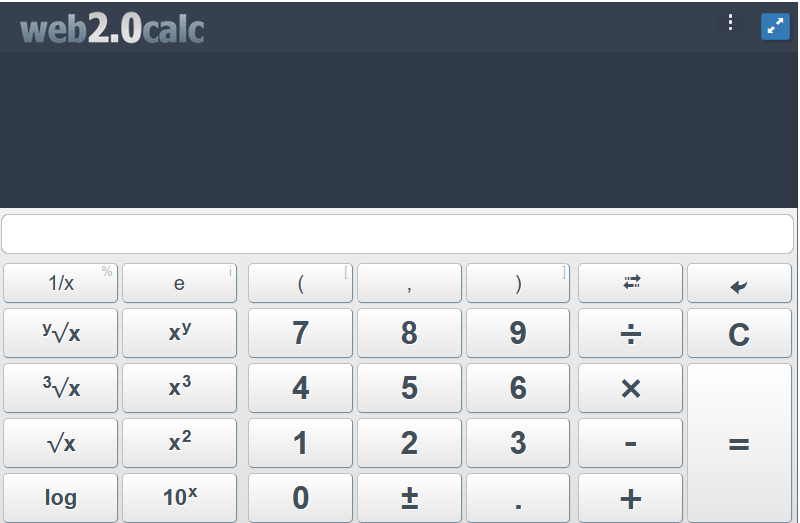 web2.0calc
1/x % e i ( [ , ) ]
ʸ√x xʸ 7 8 9 ÷ C
³√x x³ 4 5 6 ×
√x x² 1 2 3 - =
log 10ˣ 0 ± . +